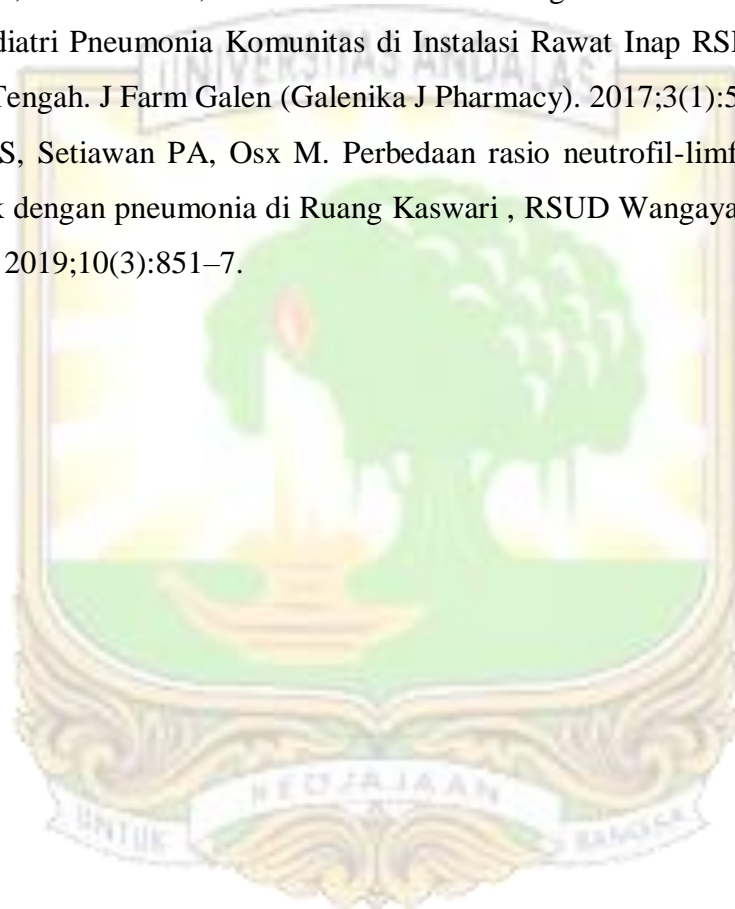 diatri Pneumonia Komunitas di Instalasi Rawat Inap RSU
Tengah. J Farm Galen (Galenika J Pharmacy). 2017;3(1):5
S, Setiawan PA, Osx M. Perbedaan rasio neutrofil-limf
k dengan pneumonia di Ruang Kaswari , RSUD Wangaya
2019;10(3):851–7.
UNIVERSITAS ANDALAS
KEDJAJAAN
UNTUK
BANGSA